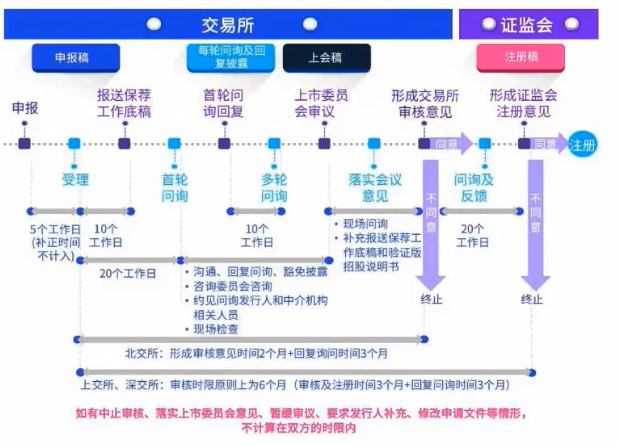 交易所
证监会
申报稿
每轮问询及回
复披露
上会稿
注册稿
申报
报送保荐
工作底稿
首轮问
询回复
上市委员
会审议
形成交易所
审核意见
形成证监会
注册意见
同意
同意
注册
受理
首轮
问询
多轮
问询
落实会议
意见
问询及
反馈
不同意
不同意
5个工作日
(补正时间
不计入)
10个
工作日
10个
工作日
• 现场问询
• 补充报送保荐工
作底稿和验证版
招股说明书
20个
工作日
20个工作日
• 沟通、回复问询、豁免披露
• 咨询委员会咨询
• 约见问询发行人和中介机构
相关人员
• 现场检查
终止
终止
北交所：形成审核意见时间2个月+回复询问时间3个月
上交所、深交所：审核时限原则上为6个月（审核及注册时间3个月+回复问询时间3个月）
如有中止审核、落实上市委员会意见、暂缓审议、要求发行人补充、修改申请文件等情形，
不计算在双方的时限内